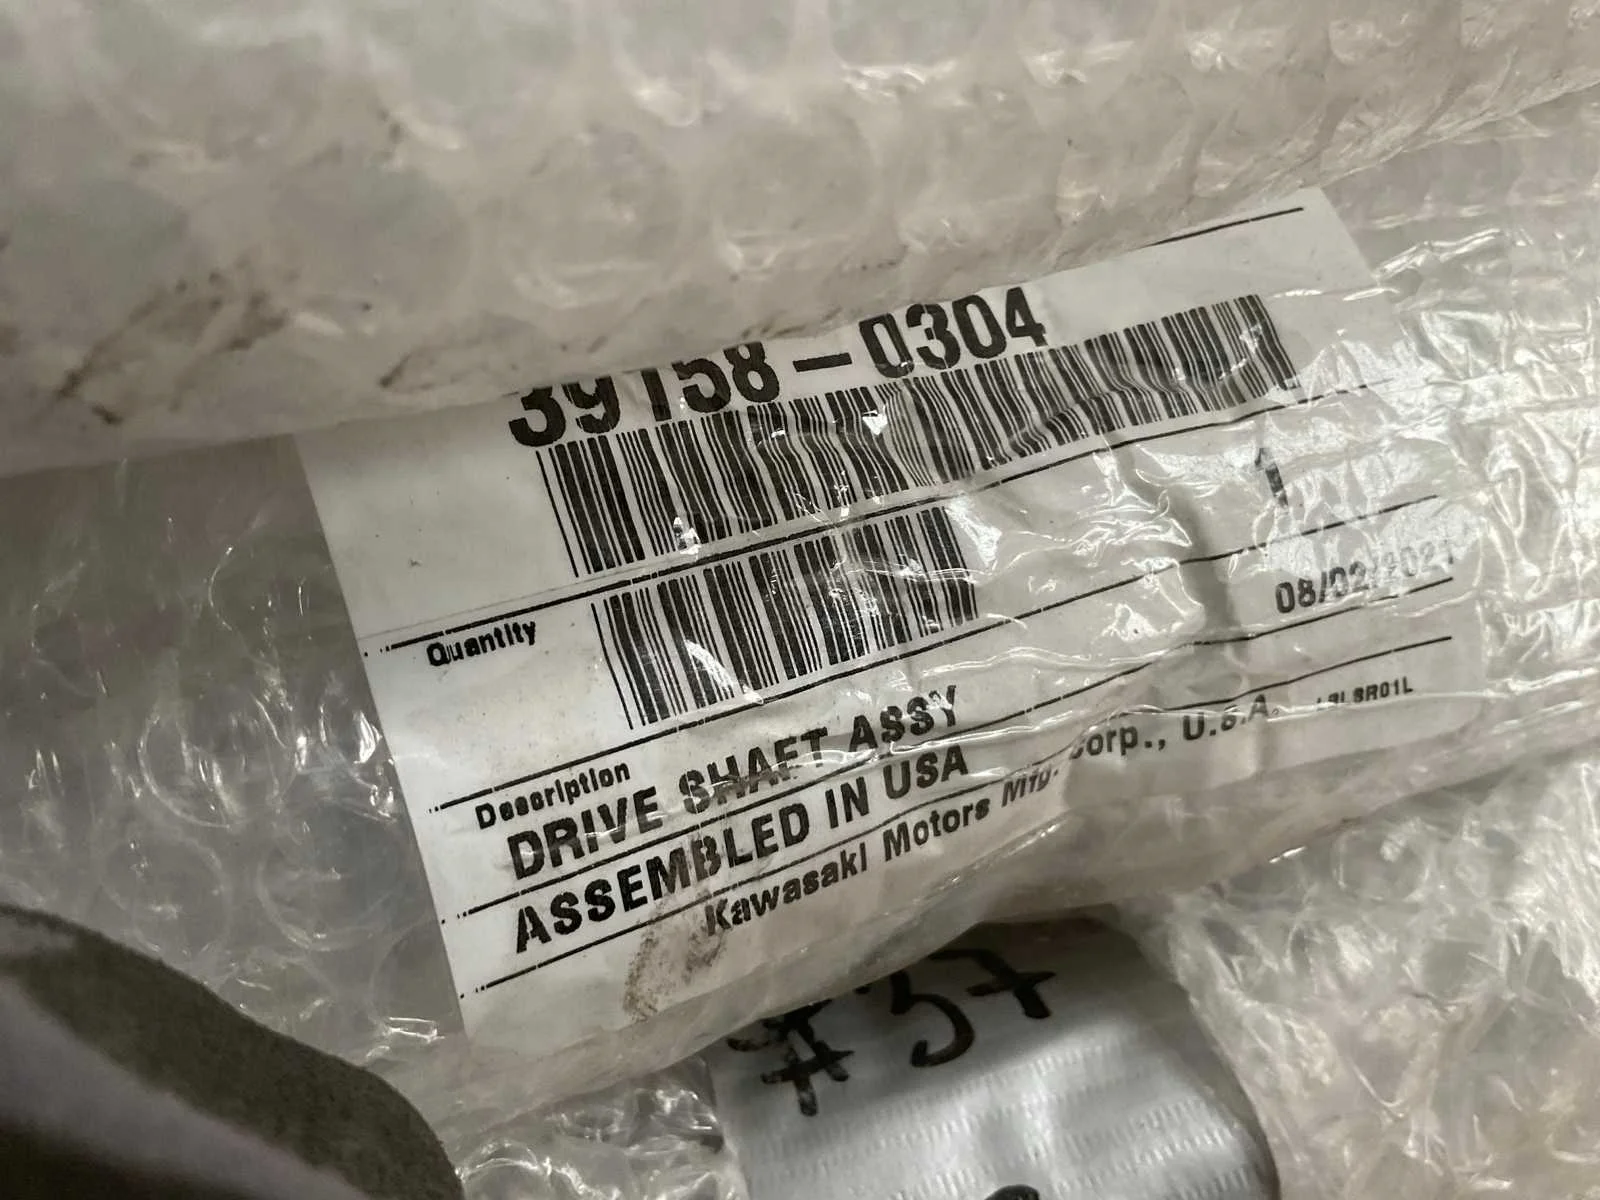 39158-0304
Quantity
1
08/02/2021
Description
DRIVE SHAFT ASSY
ASSEMBLED IN USA
Kawasaki Motors Mfg. Corp., U.S.A.
#37